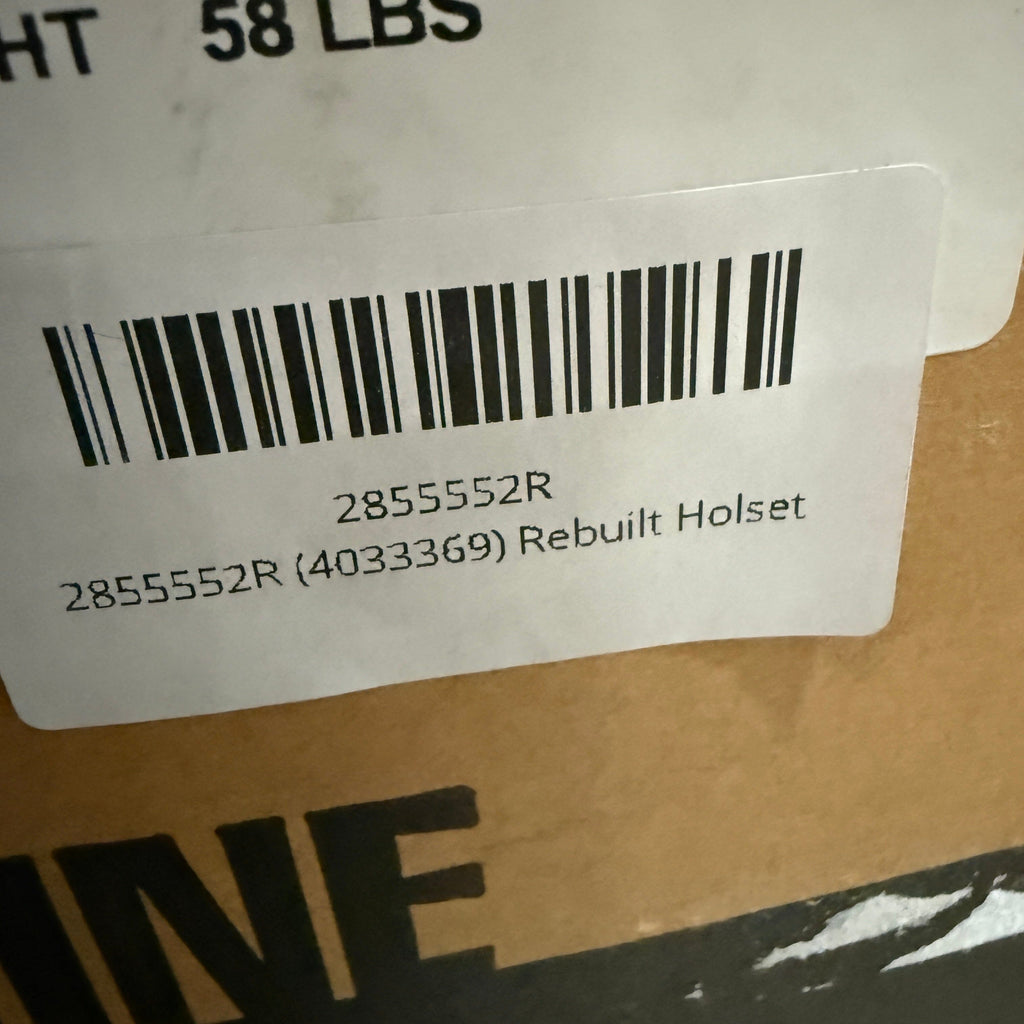 HT 58 LBS
2855552R
2855552R (4033369) Rebuilt Holset
INE